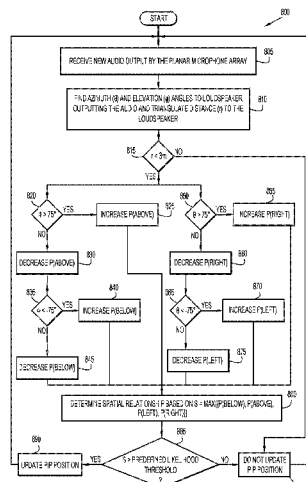 START
800
805
RECEIVE NEW AUDIO OUTPUT BY THE PLANAR MICROPHONE ARRAY
810
FIND AZIMUTH (θ) AND ELEVATION (φ) ANGLES TO LOUDSPEAKER
OUTPUTTING THE AUDIO AND TRIANGULATE DISTANCE (r) TO THE
LOUDSPEAKER
815
r < 3m
NO
YES
820
YES
825
INCREASE P(ABOVE)
NO
830
DECREASE P(ABOVE)
835
YES
840
INCREASE P(BELOW)
NO
845
DECREASE P(BELOW)
850
θ > 75°
YES
855
INCREASE P(RIGHT)
NO
860
DECREASE P(RIGHT)
865
θ < -75°
YES
870
INCREASE P(LEFT)
NO
875
DECREASE P(LEFT)
880
DETERMINE SPATIAL RELATIONSHIP BASED ON S = MAX{P(BELOW), P(ABOVE),
P(LEFT), P(RIGHT)}
885
S > PREDEFINED LIKELIHOOD
THRESHOLD
?
YES
890
UPDATE PIP POSITION
NO
DO NOT UPDATE
PIP POSITION